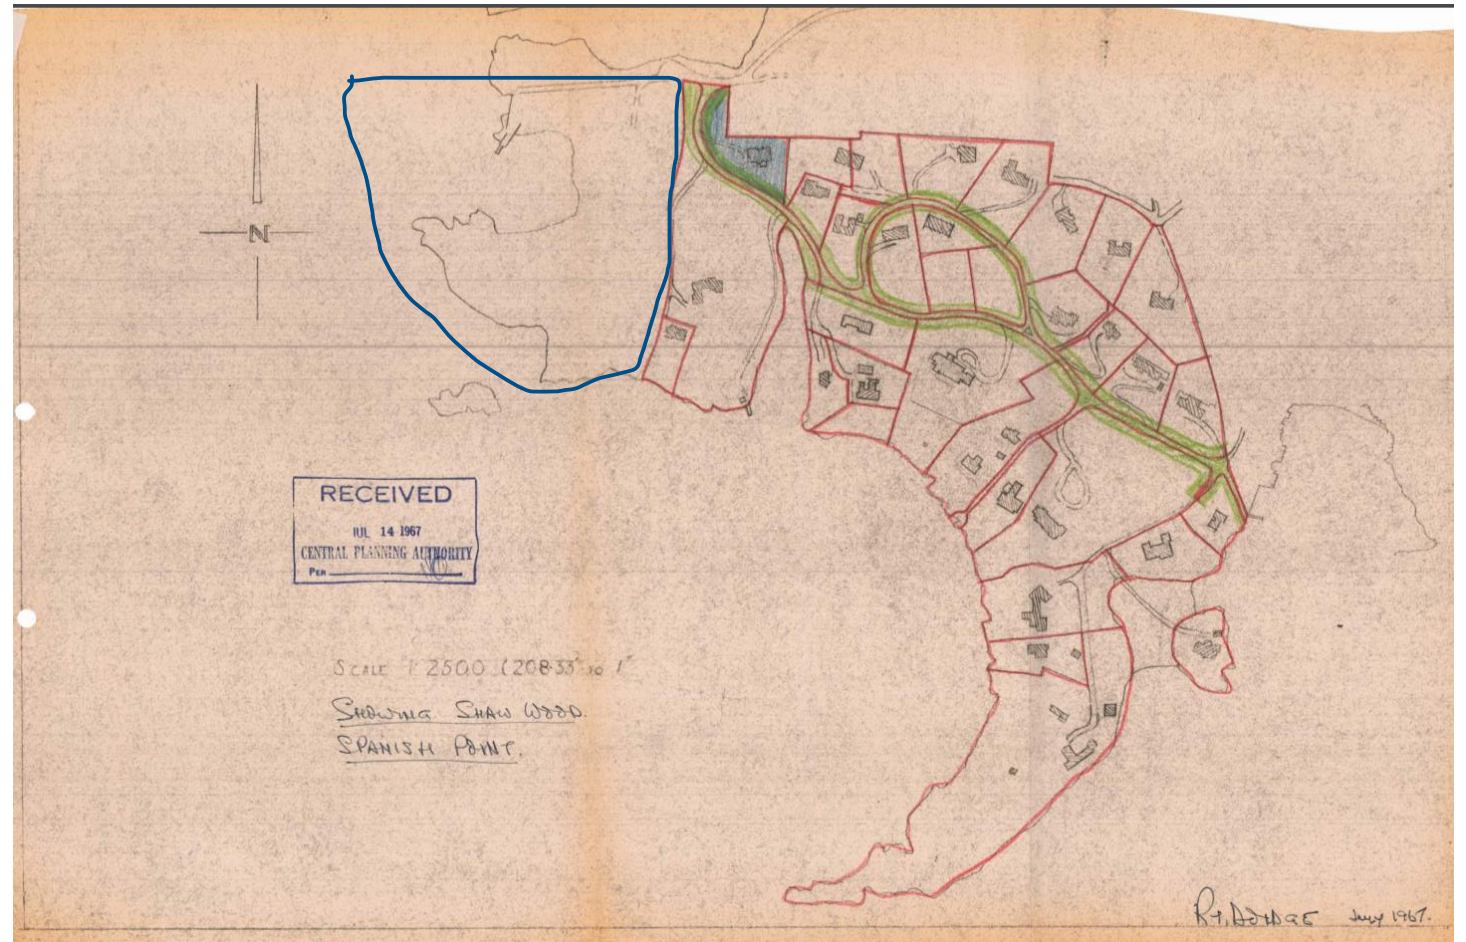 N
RECEIVED
JUL 14 1967
CENTRAL PLANNING AUTHORITY
PER
SCALE 1:2500 (208.33' TO 1"
SHOWING SHAW WOOD.
SPANISH POINT.
July 1967.